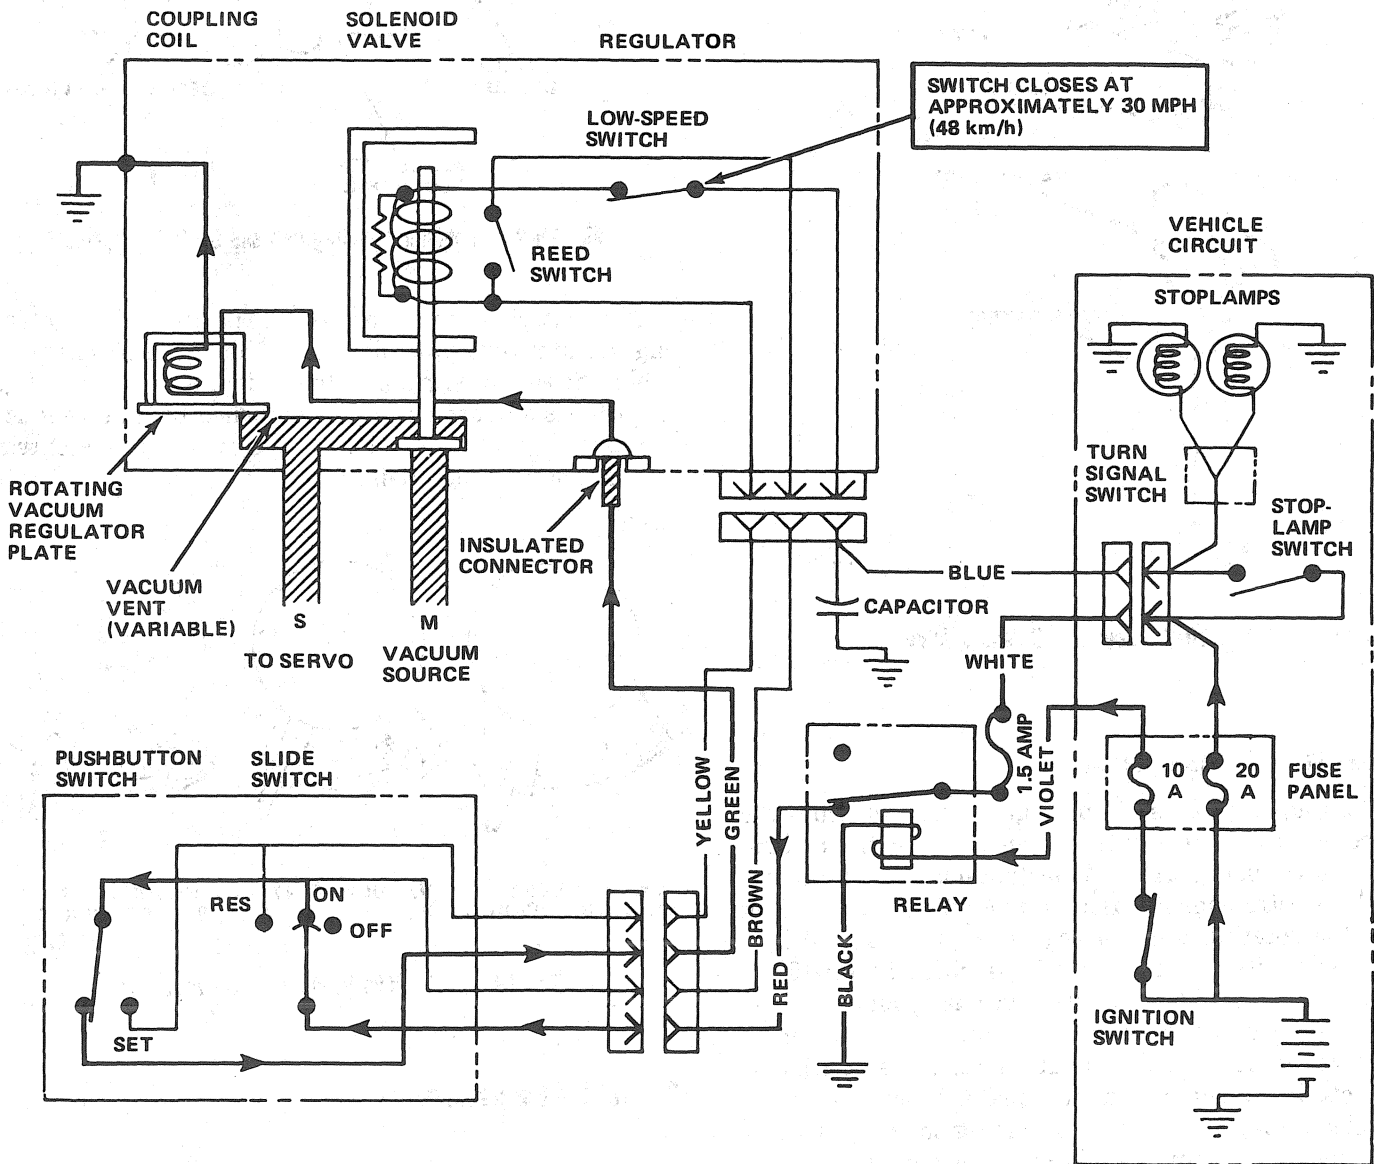 COUPLING
COIL
SOLENOID
VALVE
REGULATOR
SWITCH CLOSES AT
APPROXIMATELY 30 MPH
(48 km/h)
LOW-SPEED
SWITCH
REED
SWITCH
VEHICLE
CIRCUIT
STOPLAMPS
TURN
SIGNAL
SWITCH
STOP-
LAMP
SWITCH
ROTATING
VACUUM
REGULATOR
PLATE
VACUUM
VENT
(VARIABLE)
INSULATED
CONNECTOR
S
TO SERVO
M
VACUUM
SOURCE
BLUE
CAPACITOR
WHITE
1.5 AMP
VIOLET
10
A
20
A
FUSE
PANEL
PUSHBUTTON
SWITCH
SLIDE
SWITCH
YELLOW
GREEN
BROWN
RED
BLACK
RELAY
RES
ON
OFF
SET
IGNITION
SWITCH